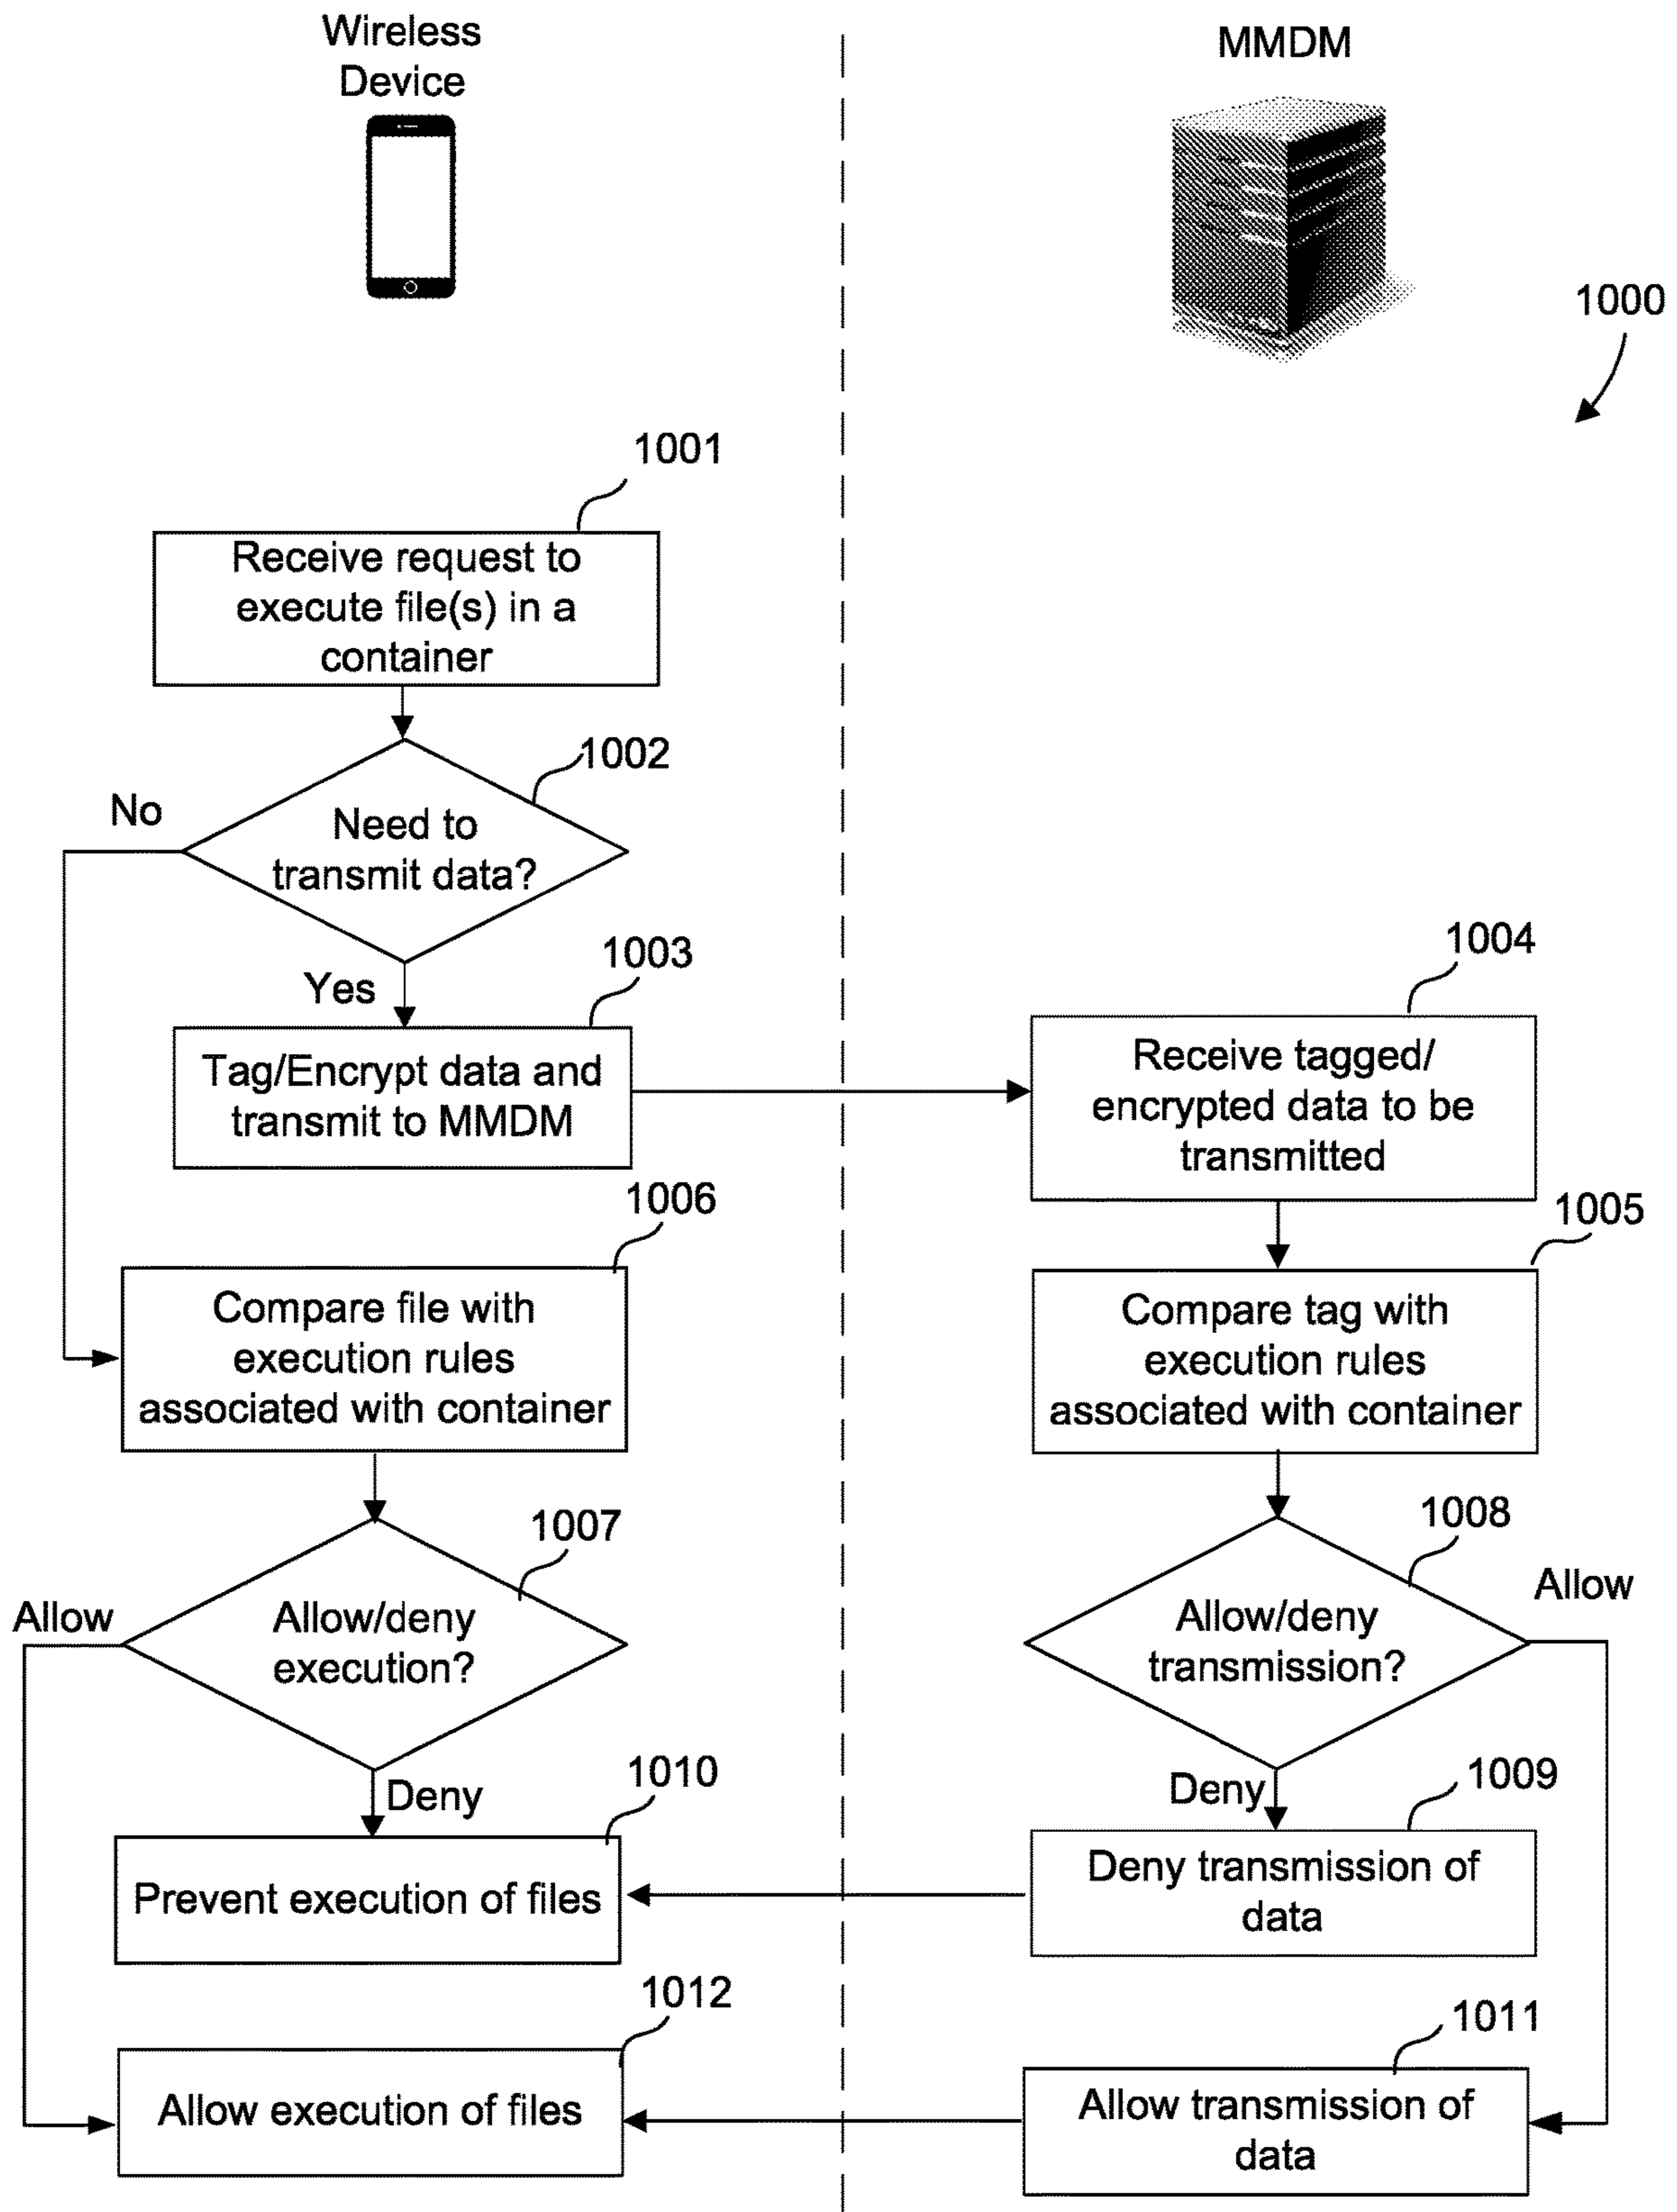 Wireless
Device
MMDM
1000
1001
Receive request to
execute file(s) in a
container
1002
No
Need to
transmit data?
Yes
1003
Tag/Encrypt data and
transmit to MMDM
1004
Receive tagged/
encrypted data to be
transmitted
1006
Compare file with
execution rules
associated with container
1005
Compare tag with
execution rules
associated with container
1007
Allow
Allow/deny
execution?
Deny
1008
Allow
Allow/deny
transmission?
Deny
1010
Prevent execution of files
1009
Deny transmission of
data
1012
Allow execution of files
1011
Allow transmission of
data